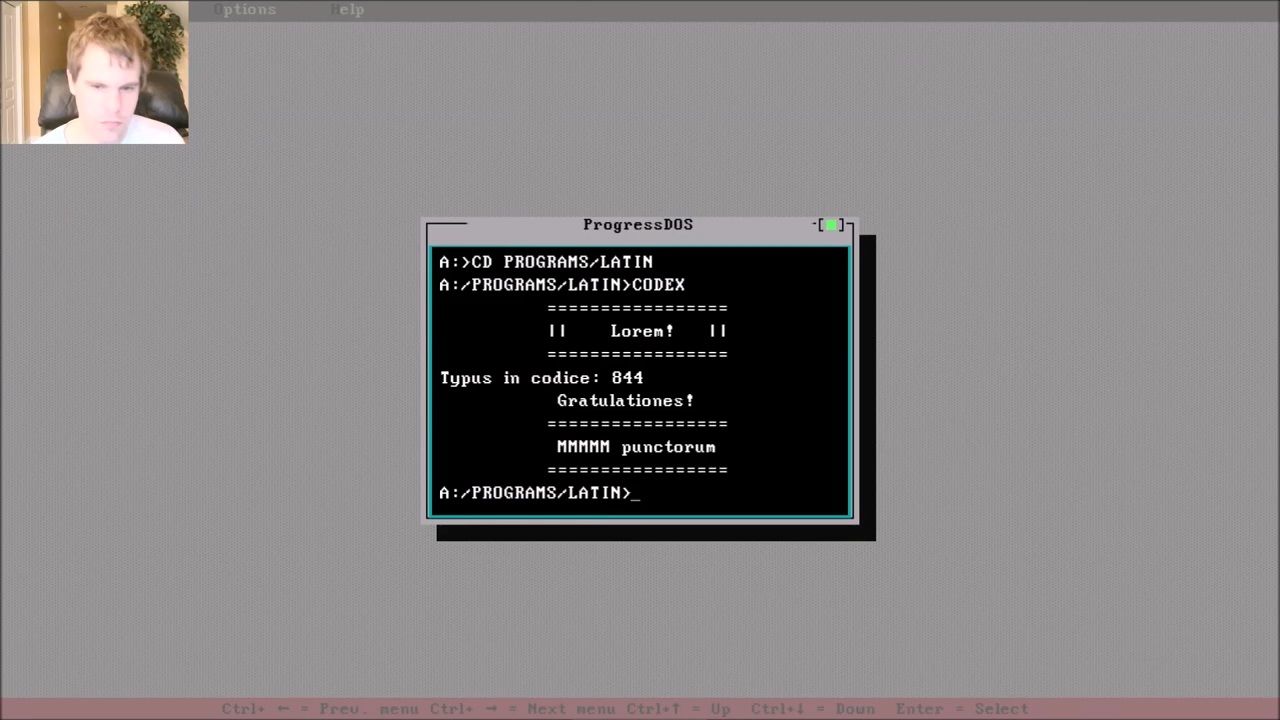 Options Help
ProgressDOS
A:>CD PROGRAMS/LATIN
A:/PROGRAMS/LATIN>CODEX
=================
|| Lorem! ||
=================
Typus in codice: 844
Gratulationes!
=================
MMMMM punctorum
=================
A:/PROGRAMS/LATIN>_
Ctrl+ ← = Prev. menu Ctrl+ → = Next menu Ctrl+↑ = Up Ctrl+↓ = Down Enter = Select